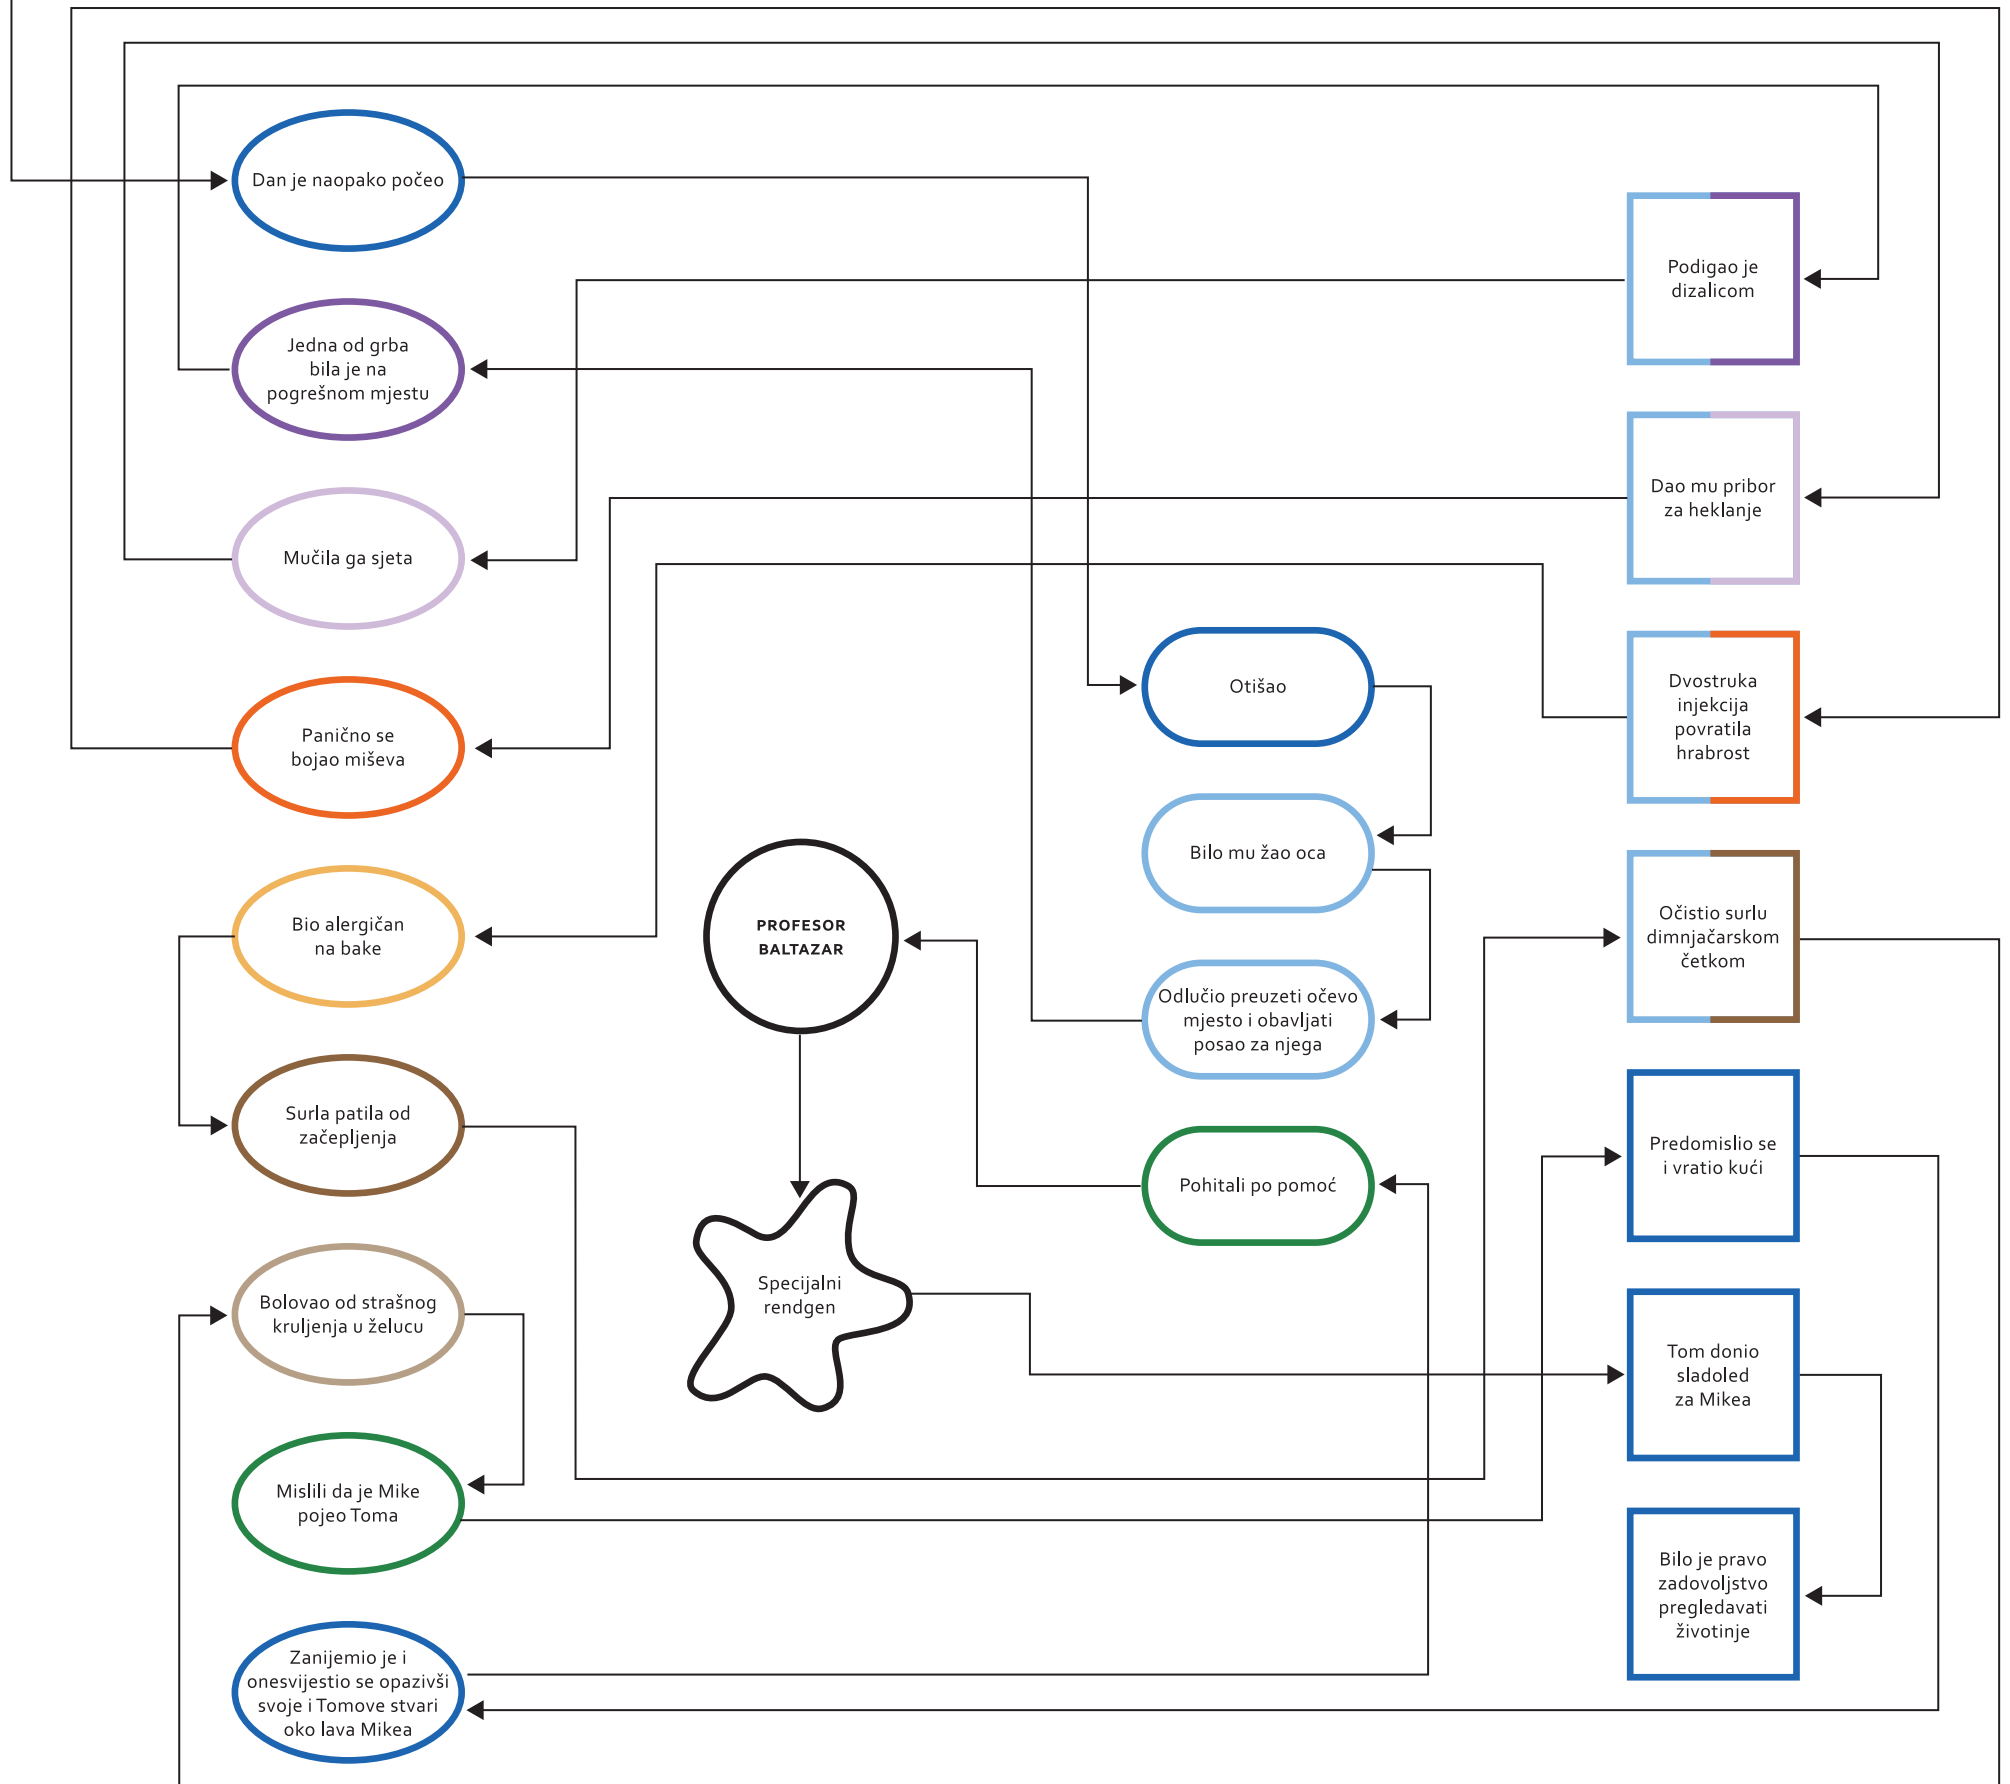 Dan je naopako počeo
Jedna od grba
bila je na
pogrešnom mjestu
Mučila ga sjeta
Panično se
bojao miševa
Bio alergičan
na bake
Surla patila od
začepljenja
Bolovao od strašnog
kruljenja u želucu
Mislili da je Mike
pojeo Toma
Zanijemio je i
onesvijestio se opazivši
svoje i Tomove stvari
oko lava Mikea
PROFESOR
BALTAZAR
Specijalni
rendgen
Otišao
Bilo mu žao oca
Odlučio preuzeti očevo
mjesto i obavljati
posao za njega
Pohitali po pomoć
Podigao je
dizalicom
Dao mu pribor
za heklanje
Dvostruka
injekcija
povratila
hrabrost
Očistio surlu
dimnjačarskom
četkom
Predomislio se
i vratio kući
Tom donio
sladoled
za Mikea
Bilo je pravo
zadovoljstvo
pregledavati
životinje